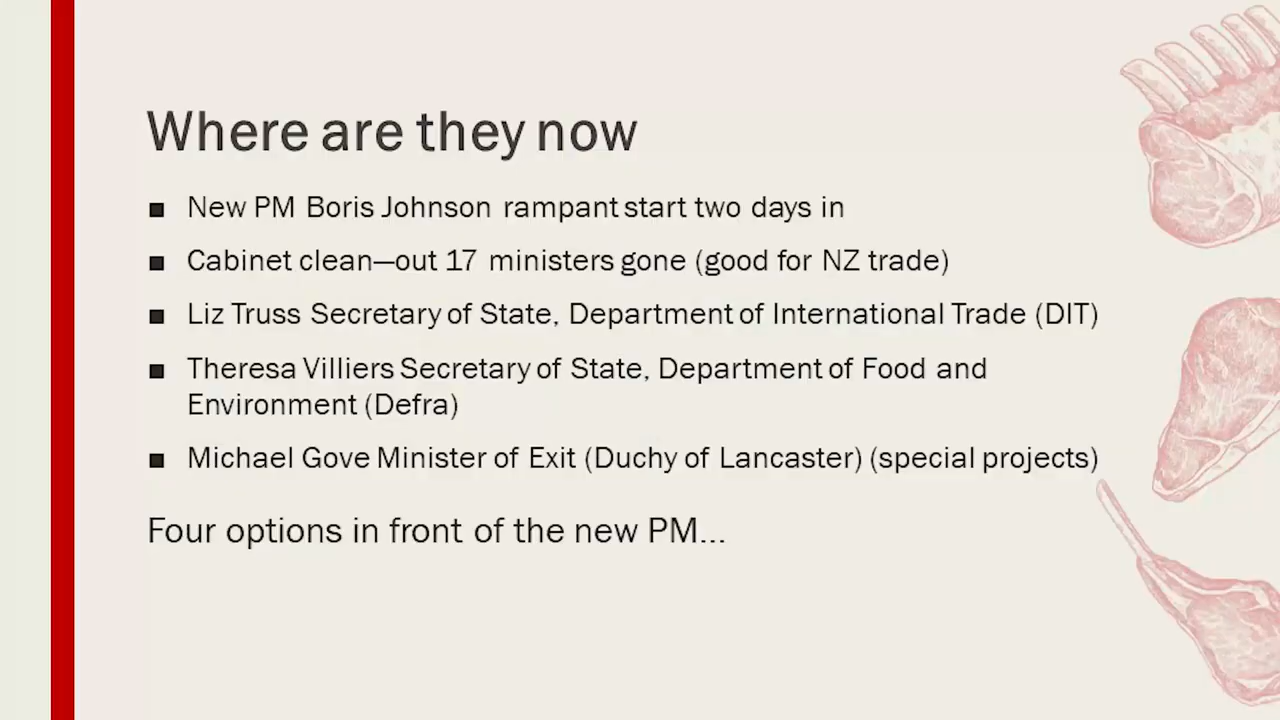 Where are they now
■ New PM Boris Johnson rampant start two days in
■ Cabinet clean—out 17 ministers gone (good for NZ trade)
■ Liz Truss Secretary of State, Department of International Trade (DIT)
■ Theresa Villiers Secretary of State, Department of Food and
Environment (Defra)
■ Michael Gove Minister of Exit (Duchy of Lancaster) (special projects)
Four options in front of the new PM...